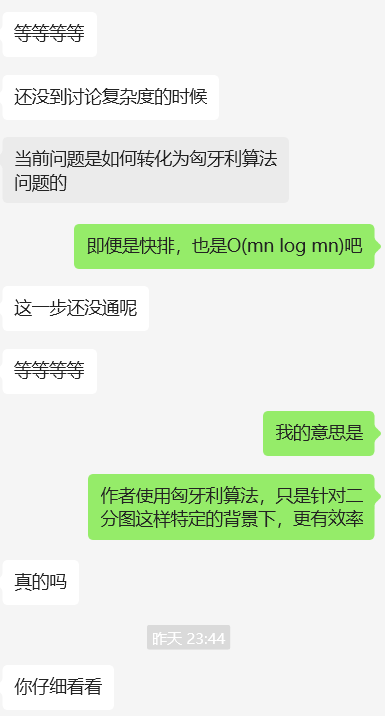 等等等等
还没到讨论复杂度的时候
当前问题是如何转化为匈牙利算法
问题的
即便是快排，也是O(mn log mn)吧
这一步还没通呢
等等等等
我的意思是
作者使用匈牙利算法，只是针对二
分图这样特定的背景下，更有效率
真的吗
昨天 23:44
你仔细看看